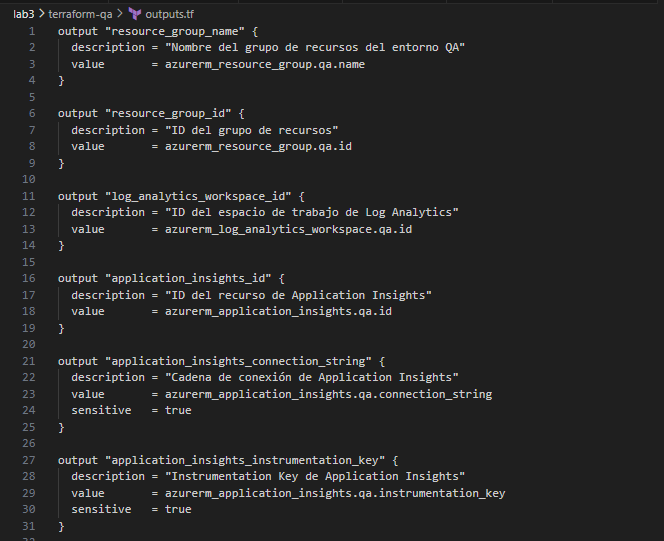 lab3 > terraform-qa > outputs.tf
1 output "resource_group_name" {
2 description = "Nombre del grupo de recursos del entorno QA"
3 value = azurerm_resource_group.qa.name
4 }
5
6 output "resource_group_id" {
7 description = "ID del grupo de recursos"
8 value = azurerm_resource_group.qa.id
9 }
10
11 output "log_analytics_workspace_id" {
12 description = "ID del espacio de trabajo de Log Analytics"
13 value = azurerm_log_analytics_workspace.qa.id
14 }
15
16 output "application_insights_id" {
17 description = "ID del recurso de Application Insights"
18 value = azurerm_application_insights.qa.id
19 }
20
21 output "application_insights_connection_string" {
22 description = "Cadena de conexión de Application Insights"
23 value = azurerm_application_insights.qa.connection_string
24 sensitive = true
25 }
26
27 output "application_insights_instrumentation_key" {
28 description = "Instrumentation Key de Application Insights"
29 value = azurerm_application_insights.qa.instrumentation_key
30 sensitive = true
31 }